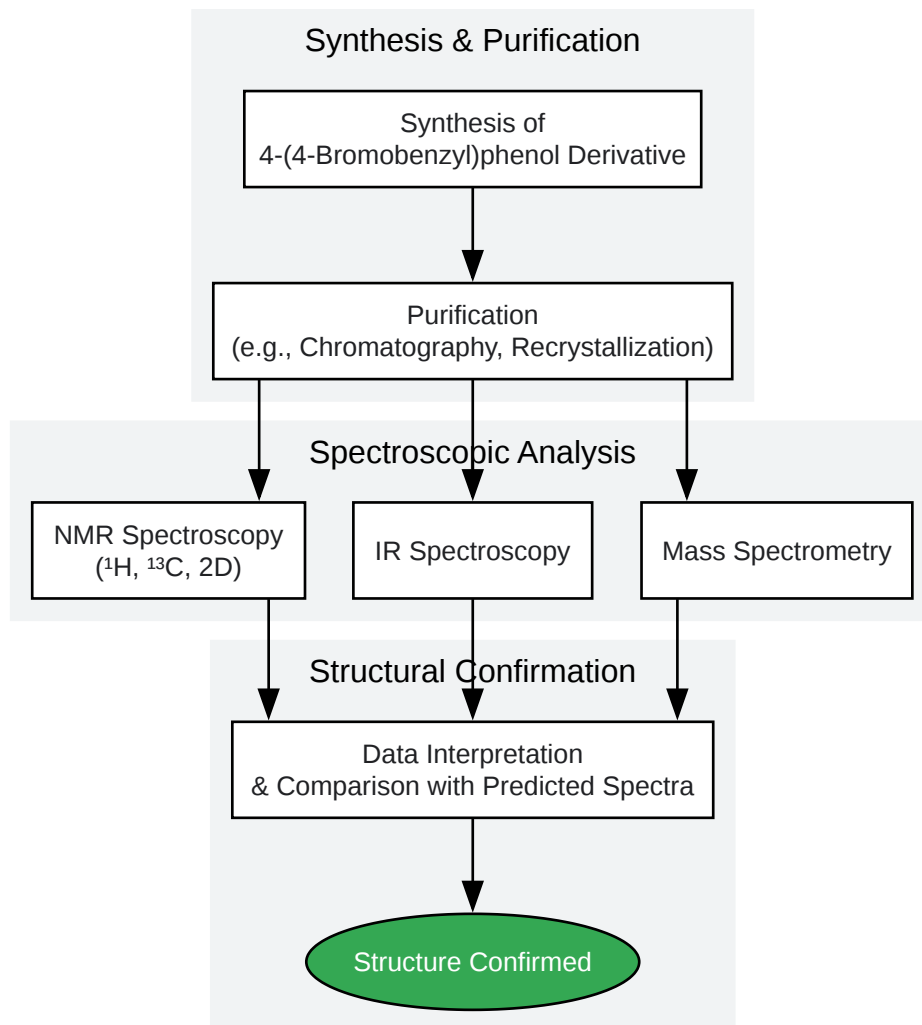 Synthesis & Purification
Synthesis of
4-(4-Bromobenzyl)phenol Derivative
Purification
(e.g., Chromatography, Recrystallization)
Spectroscopic Analysis
NMR Spectroscopy
(¹H, ¹³C, 2D)
IR Spectroscopy
Mass Spectrometry
Structural Confirmation
Data Interpretation
& Comparison with Predicted Spectra
Structure Confirmed